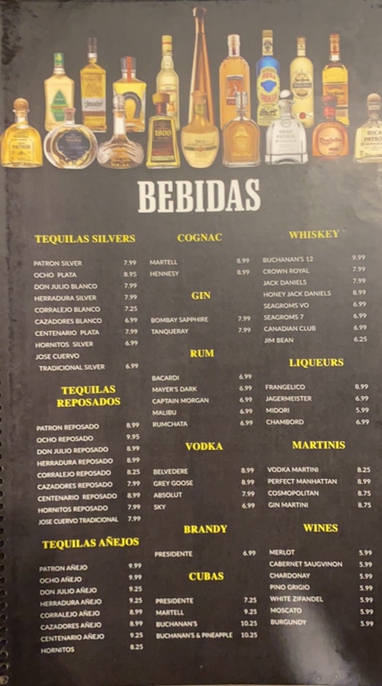 BEBIDAS
TEQUILAS SILVERS
PATRON SILVER 7.99
OCHO PLATA 8.95
DON JULIO BLANCO 7.99
HERRADURA SILVER 7.99
CORRALEJO BLANCO 7.25
CAZADORES BLANCO 6.99
CENTENARIO PLATA 7.99
HORNITOS SILVER 6.99
JOSE CUERVO
TRADICIONAL SILVER 6.99
TEQUILAS
REPOSADOS
PATRON REPOSADO 8.99
OCHO REPOSADO 9.95
DON JULIO REPOSADO 8.99
HERRADURA REPOSADO 8.99
CORRALEJO REPOSADO 8.25
CAZADORES REPOSADO 7.99
CENTENARIO REPOSADO 8.99
HORNITOS REPOSADO 7.99
JOSE CUERVO TRADICIONAL 7.99
TEQUILAS AÑEJOS
PATRON AÑEJO 9.99
OCHO AÑEJO 9.99
DON JULIO AÑEJO 9.25
HERRADURA AÑEJO 9.25
CORRALEJO AÑEJO 8.99
CAZADORES AÑEJO 8.99
CENTENARIO AÑEJO 9.25
HORNITOS 8.25
COGNAC
MARTELL 8.99
HENNESY 8.99
GIN
BOMBAY SAPPHIRE 7.99
TANQUERAY 7.99
RUM
BACARDI 6.99
MAYER'S DARK 6.99
CAPTAIN MORGAN 6.99
MALIBU 6.99
RUMCHATA 6.99
VODKA
BELVEDERE 8.99
GREY GOOSE 8.99
ABSOLUT 7.99
SKY 6.99
BRANDY
PRESIDENTE 6.99
CUBAS
PRESIDENTE 7.25
MARTELL 9.25
BUCHANAN'S 10.25
BUCHANAN'S & PINEAPPLE 10.25
WHISKEY
BUCHANAN'S 12 9.99
CROWN ROYAL 7.99
JACK DANIELS 7.99
HONEY JACK DANIELS 8.99
SEAGROMS VO 6.99
SEAGROMS 7 6.99
CANADIAN CLUB 6.99
JIM BEAN 6.25
LIQUEURS
FRANGELICO 8.99
JAGERMEISTER 6.99
MIDORI 5.99
CHAMBORD 6.99
MARTINIS
VODKA MARTINI 8.25
PERFECT MANHATTAN 8.99
COSMOPOLITAN 8.75
GIN MARTINI 8.75
WINES
MERLOT 5.99
CABERNET SAUGVINON 5.99
CHARDONAY 5.99
PINO GRIGIO 5.99
WHITE ZIFANDEL 5.99
MOSCATO 5.99
BURGUNDY 5.99